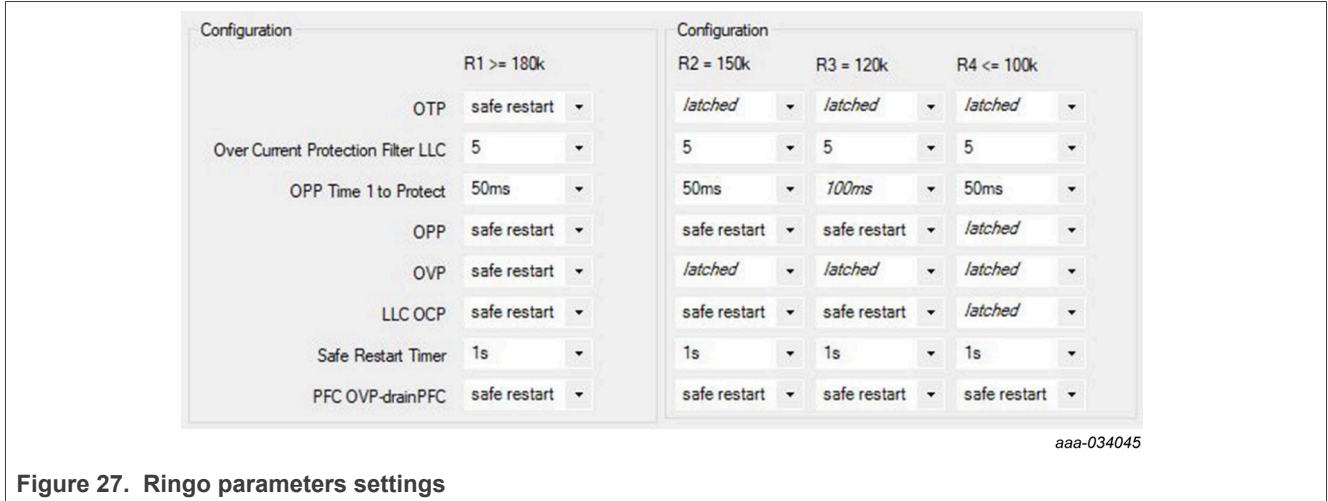 Configuration Configuration
R1 >= 180k R2 = 150k R3 = 120k R4 <= 100k
OTP safe restart latched latched latched
Over Current Protection Filter LLC 5 5 5 5
OPP Time 1 to Protect 50ms 50ms 100ms 50ms
OPP safe restart safe restart safe restart latched
OVP safe restart latched latched latched
LLC OCP safe restart safe restart safe restart latched
Safe Restart Timer 1s 1s 1s 1s
PFC OVP-drainPFC safe restart safe restart safe restart safe restart
aaa-034045
Figure 27. Ringo parameters settings